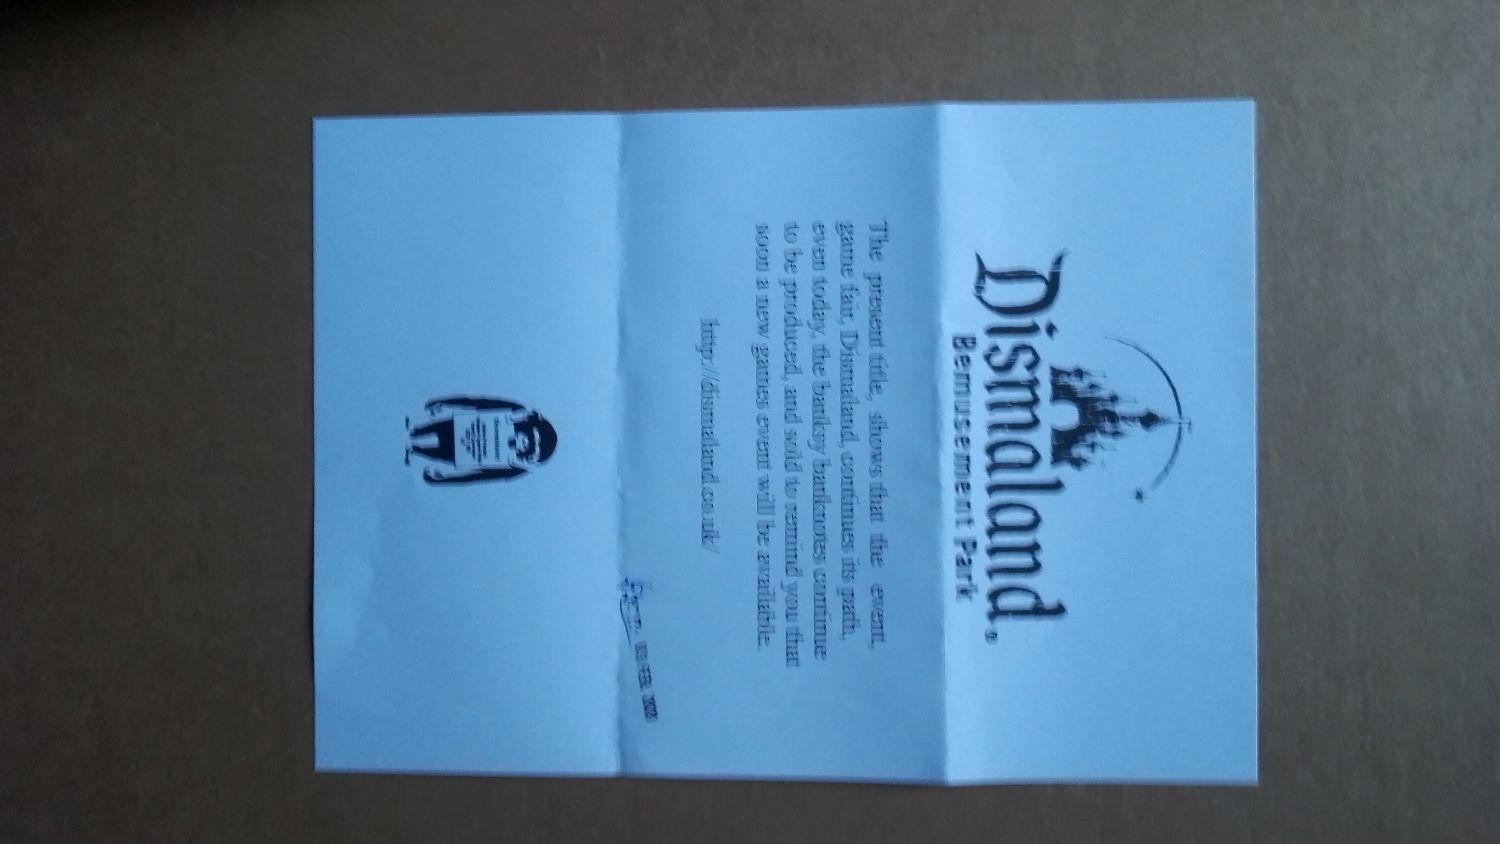 Dismaland.
Bemusement Park
The present title, shows that the event,
game fair, Dismaland, continues its path,
even today, the banksy banknotes continue
to be produced, and sold to remind you that
soon a new games event will be available.
http://dismaland.co.uk/